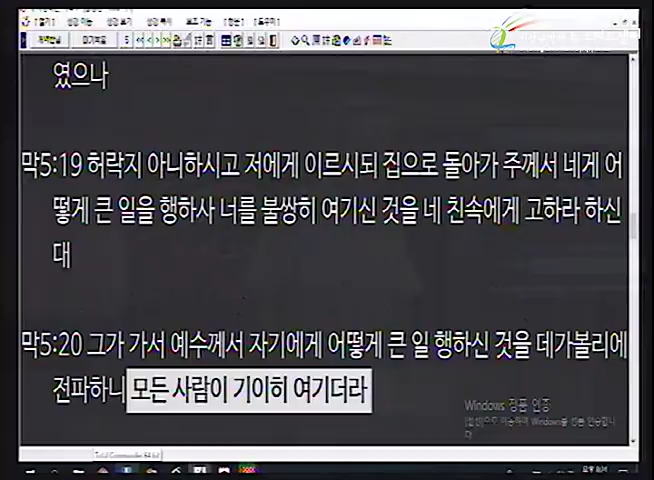 였으나
막5:19 허락지 아니하시고 저에게 이르시되 집으로 돌아가 주께서 네게 어
떻게 큰 일을 행하사 너를 불쌍히 여기신 것을 네 친속에게 고하라 하신
대
막5:20 그가 가서 예수께서 자기에게 어떻게 큰 일 행하신 것을 데가볼리에
전파하니 모든 사람이 기이히 여기더라
Windows 정품 인증